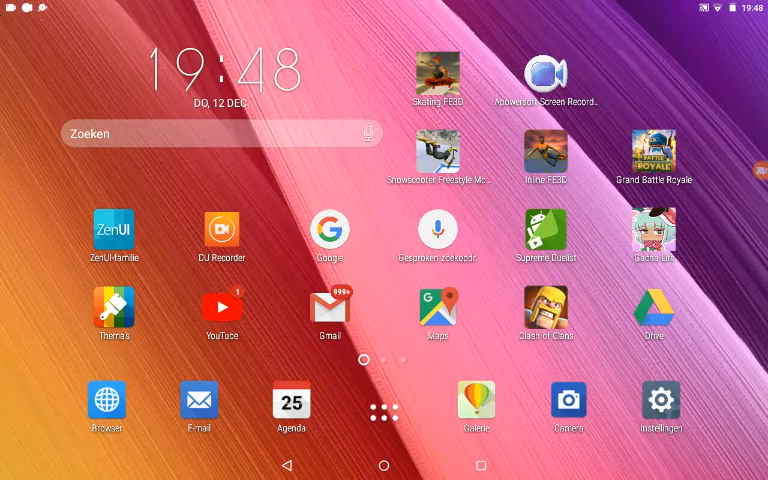 19:48
19:48
DO, 12 DEC.
Zoeken
Skating FE3D
Apowersoft Screen Record..
Snowscooter Freestyle Mo..
Inline FE3D
BATTLE
ROYALE
Grand Battle Royale
ZenUI
ZenUI-familie
DU Recorder
Google
Gesproken zoekopdr.
Supreme Duelist
Gacha Life
Thema's
1
YouTube
999+
Gmail
G
Maps
Clash of Clans
Drive
Browser
E-mail
25
Agenda
Galerie
Camera
Instellingen